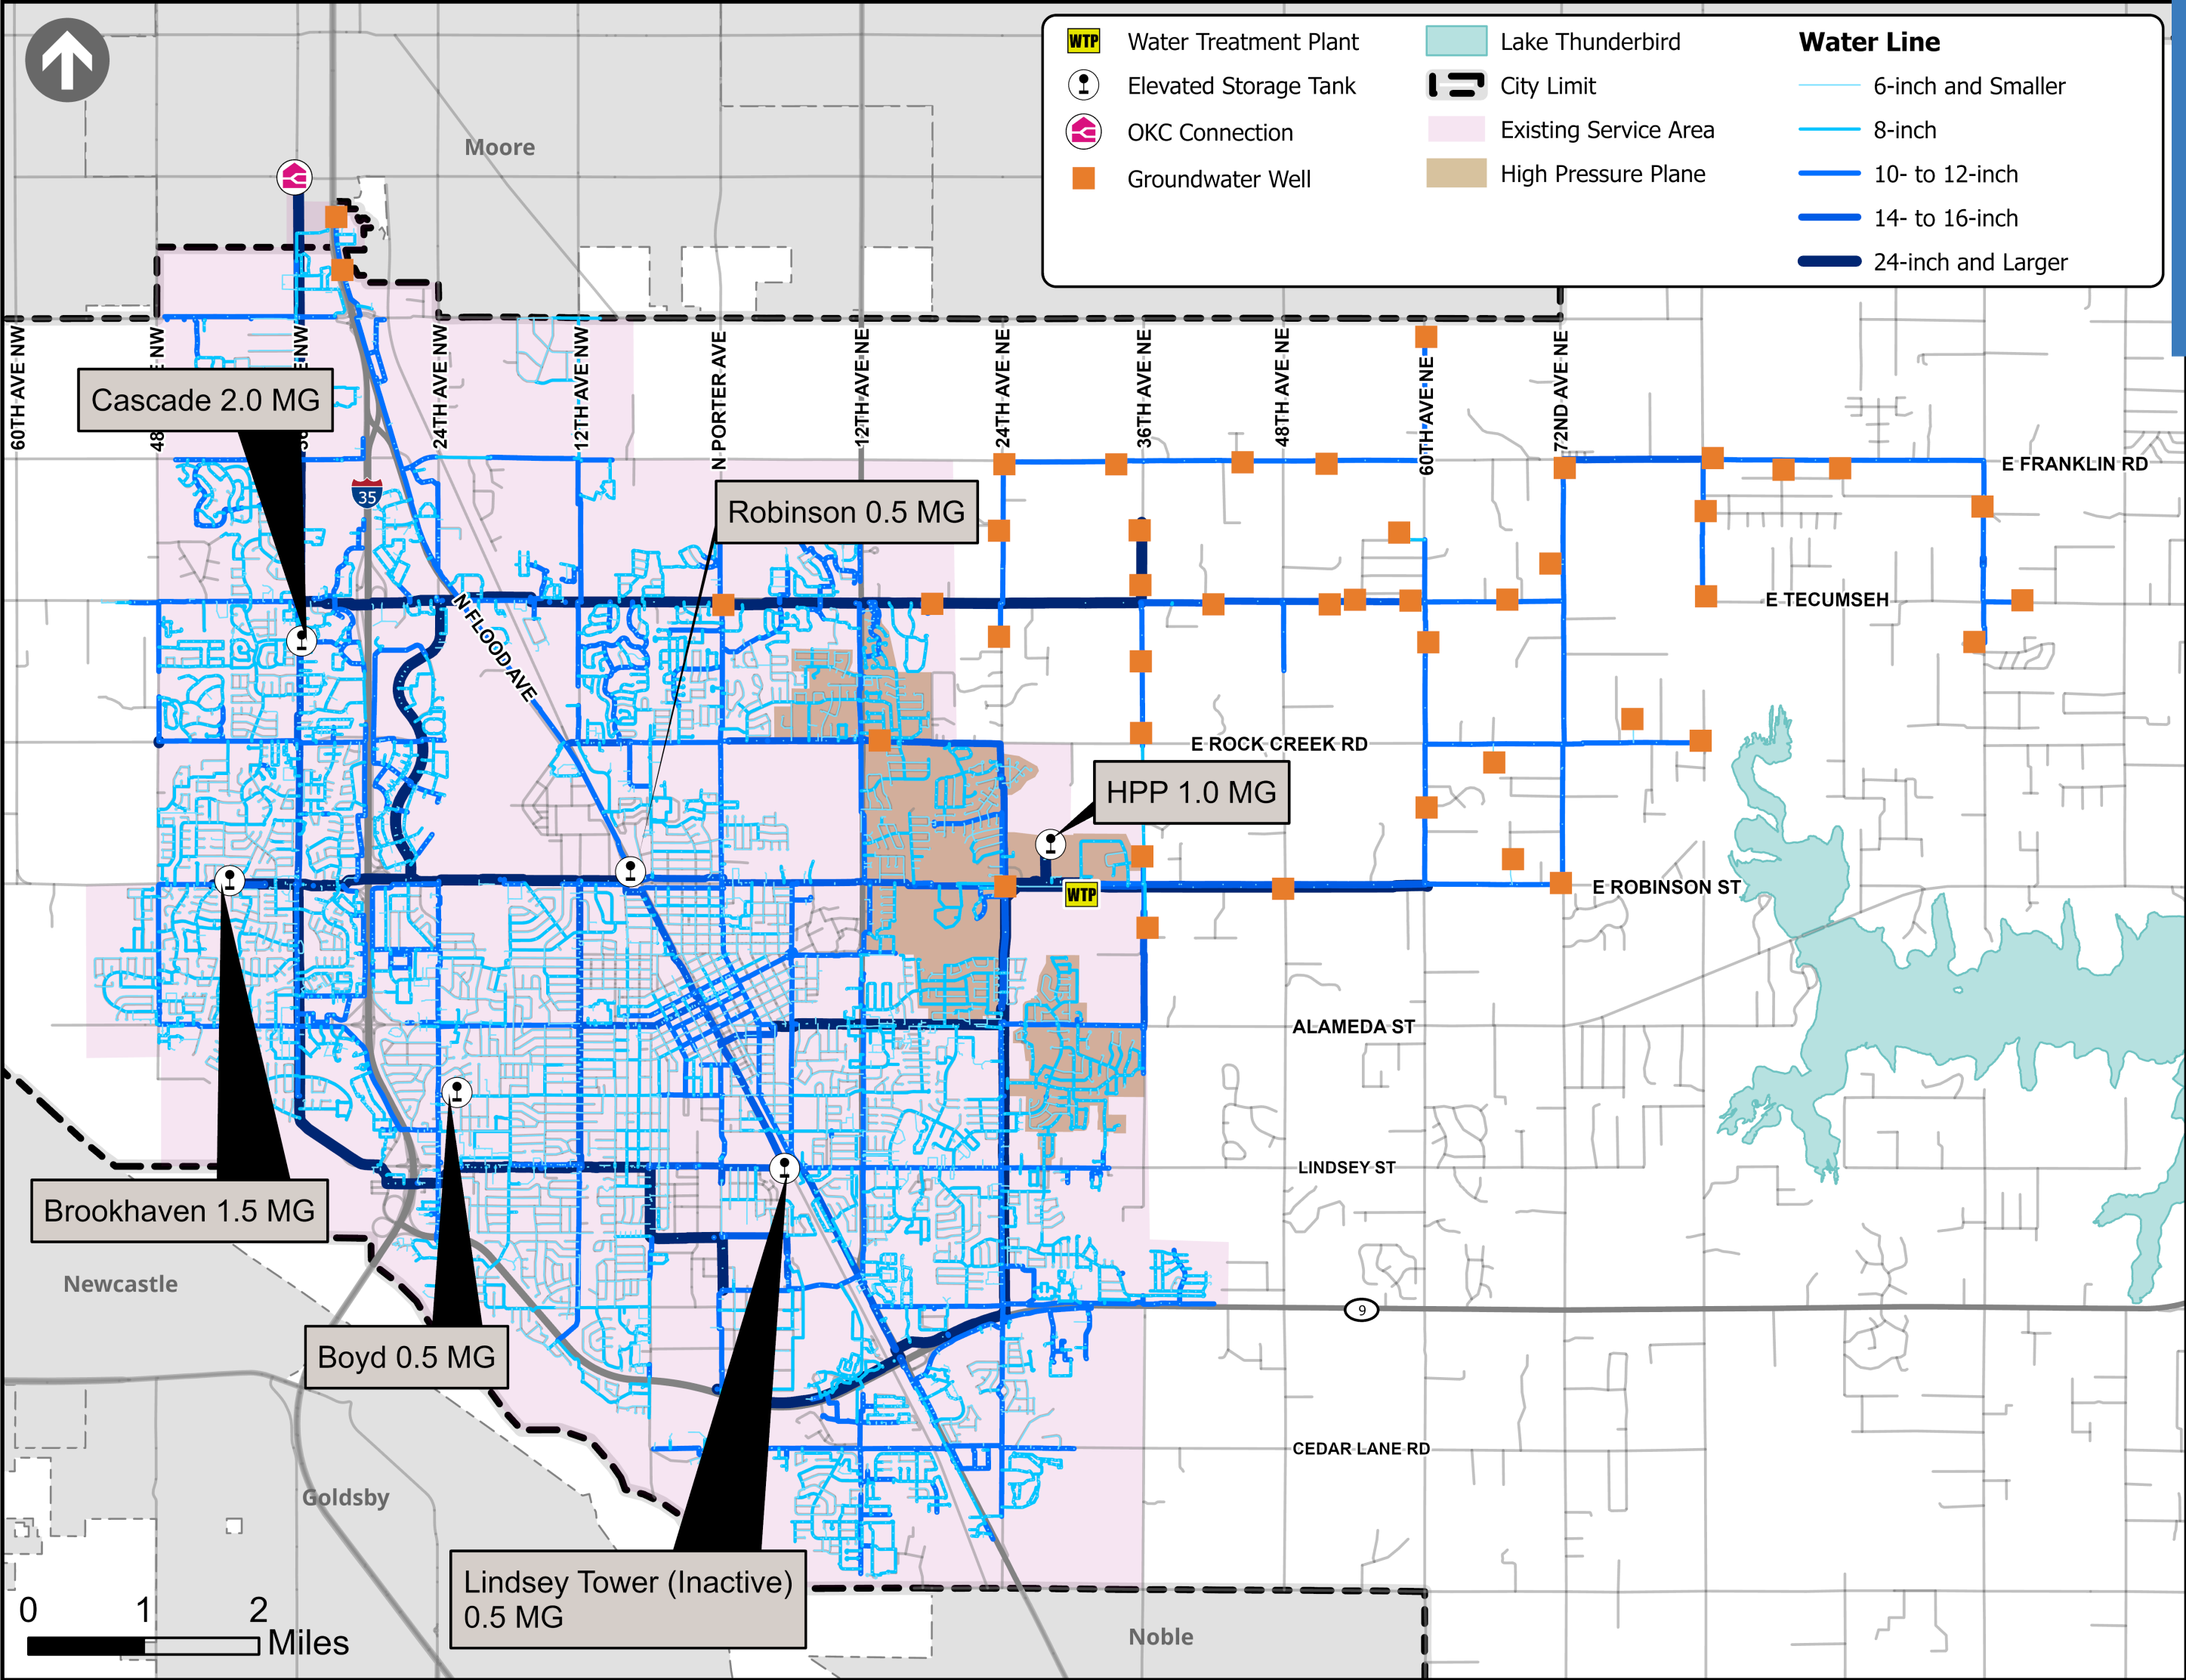 WTP
Water Treatment Plant
Elevated Storage Tank
OKC Connection
Groundwater Well
Lake Thunderbird
City Limit
Existing Service Area
High Pressure Plane
Water Line
6-inch and Smaller
8-inch
10- to 12-inch
14- to 16-inch
24-inch and Larger
Moore
60TH AVE NW
48
NW
NW
24TH AVE NW
12TH AVE NW
N PORTER AVE
12TH AVE NE
24TH AVE NE
36TH AVE NE
48TH AVE NE
60TH AVE NE
72ND AVE NE
Cascade 2.0 MG
E FRANKLIN RD
35
Robinson 0.5 MG
N FLOOD AVE
E TECUMSEH
E ROCK CREEK RD
HPP 1.0 MG
WTP
E ROBINSON ST
ALAMEDA ST
LINDSEY ST
Brookhaven 1.5 MG
Newcastle
9
Boyd 0.5 MG
CEDAR LANE RD
Goldsby
Lindsey Tower (Inactive)
0.5 MG
Noble
0 1 2
Miles